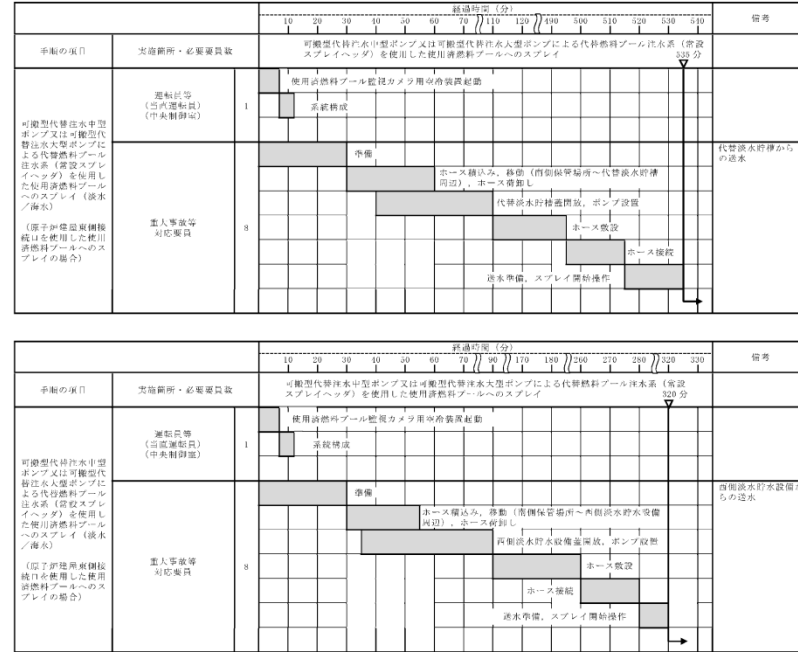 経過時間（分）
備考
10 20 30 40 50 60 70 110 120 490 500 510 520 530 540
手順の項目
実施箇所・必要要員数
可搬型代替注水中型ポンプ又は可搬型代替注水大型ポンプによる代替燃料プール注水系（常設
スプレイヘッダ）を使用した使用済燃料プールへのスプレイ
535 分
可搬型代替注水中型
ポンプ又は可搬型代
替注水大型ポンプに
よる代替燃料プール
注水系（常設スプレ
イヘッダ）を使用し
た使用済燃料プール
へのスプレイ（淡水
／海水）
（原子炉建屋東側接
続口を使用した使用
済燃料プールへのス
プレイの場合）
運転員等
（当直運転員）
（中央制御室）
1
使用済燃料プール監視カメラ用空冷装置起動
系統構成
重大事故等
対応要員
8
準備
ホース積込み，移動（南側保管場所～代替淡水貯槽
周辺），ホース荷卸し
代替淡水貯槽蓋開放，ポンプ設置
ホース敷設
ホース接続
送水準備，スプレイ開始操作
代替淡水貯槽から
の送水
経過時間（分）
備考
10 20 30 40 50 60 70 90 170 180 260 270 280 320 330
手順の項目
実施箇所・必要要員数
可搬型代替注水中型ポンプ又は可搬型代替注水大型ポンプによる代替燃料プール注水系（常設
スプレイヘッダ）を使用した使用済燃料プールへのスプレイ
320 分
可搬型代替注水中型
ポンプ又は可搬型代
替注水大型ポンプに
よる代替燃料プール
注水系（常設スプレ
イヘッダ）を使用し
た使用済燃料プール
へのスプレイ（淡水
／海水）
（原子炉建屋東側接
続口を使用した使用
済燃料プールへのス
プレイの場合）
運転員等
（当直運転員）
（中央制御室）
1
使用済燃料プール監視カメラ用空冷装置起動
系統構成
重大事故等
対応要員
8
準備
ホース積込み，移動（南側保管場所～西側淡水貯水設備
周辺），ホース荷卸し
西側淡水貯水設備蓋開放，ポンプ設置
ホース敷設
ホース接続
送水準備，スプレイ開始操作
西側淡水貯水設備か
らの送水